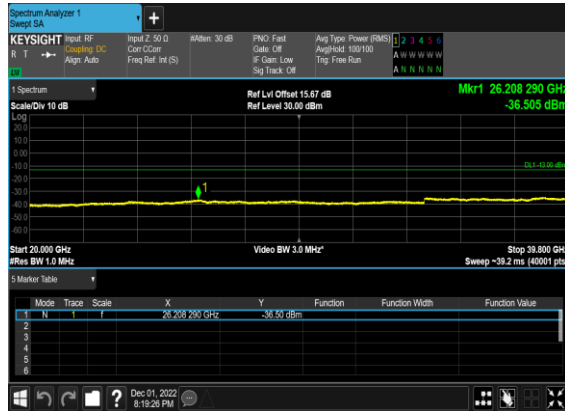 Spectrum Analyzer 1
Swept SA
+
KEYSIGHT Input: RF Input Z: 50 Ω #Atten: 30 dB PNO: Fast Avg Type: Power (RMS) 1 2 3 4 5 6
R T Coupling: DC Corr CCorr Gate: Off Avg|Hold: 100/100 A W W W W W
Align: Auto Freq Ref: Int (S) IF Gain: Low Trig: Free Run
Sig Track: Off A N N N N N
1 Spectrum
Scale/Div 10 dB
Ref Lvl Offset 15.67 dB
Ref Level 30.00 dBm
Mkr1 26.208 290 GHz
-36.505 dBm
Log
20.0
10.0
0.00
-10.0
-20.0
-30.0
-40.0
-50.0
-60.0
DL1 -13.00 dBm
1
Start 20.000 GHz Video BW 3.0 MHz* Stop 39.800 GHz
#Res BW 1.0 MHz Sweep ~39.2 ms (40001 pts)
5 Marker Table
Mode Trace Scale X Y Function Function Width Function Value
1 N 1 f 26.208 290 GHz -36.50 dBm
2
3
4
5
6
?
Dec 01, 2022
8:19:26 PM